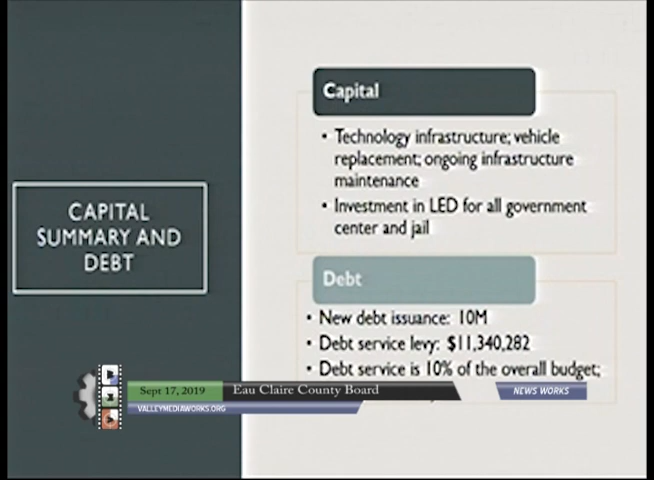 CAPITAL
SUMMARY AND
DEBT
Capital
• Technology infrastructure; vehicle
replacement; ongoing infrastructure
maintenance
• Investment in LED for all government
center and jail
Debt
• New debt issuance: 10M
• Debt service levy: $11,340,282
• Debt service is 10% of the overall budget;
Sept 17, 2019
Eau Claire County Board
NEWS WORKS
VALLEYMEDIAWORKS.ORG